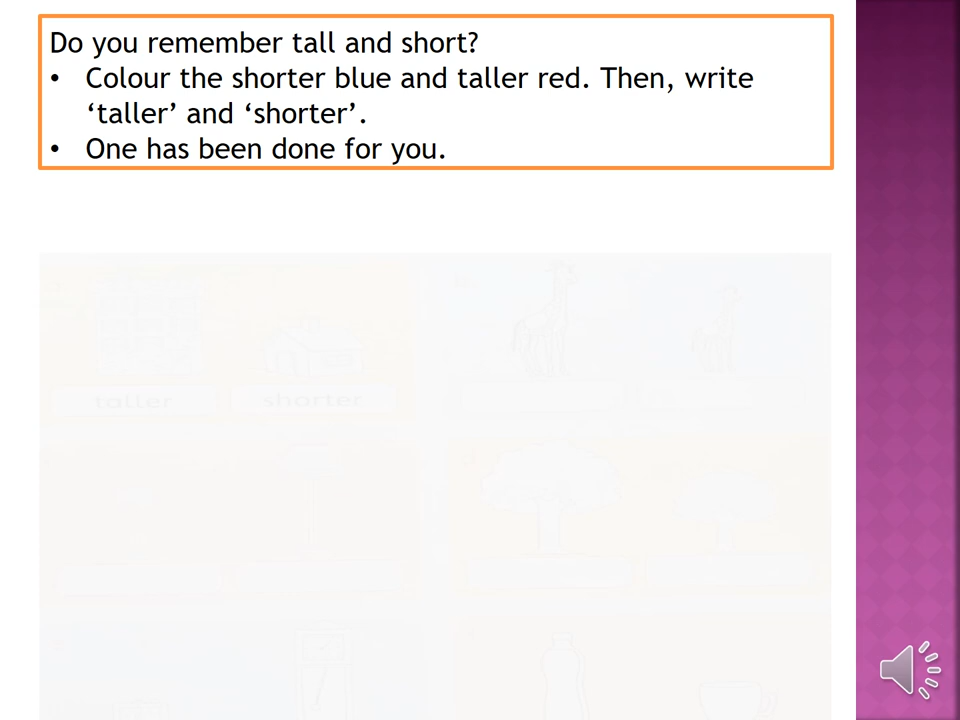 Do you remember tall and short?
• Colour the shorter blue and taller red. Then, write
‘taller’ and ‘shorter’.
• One has been done for you.
taller shorter